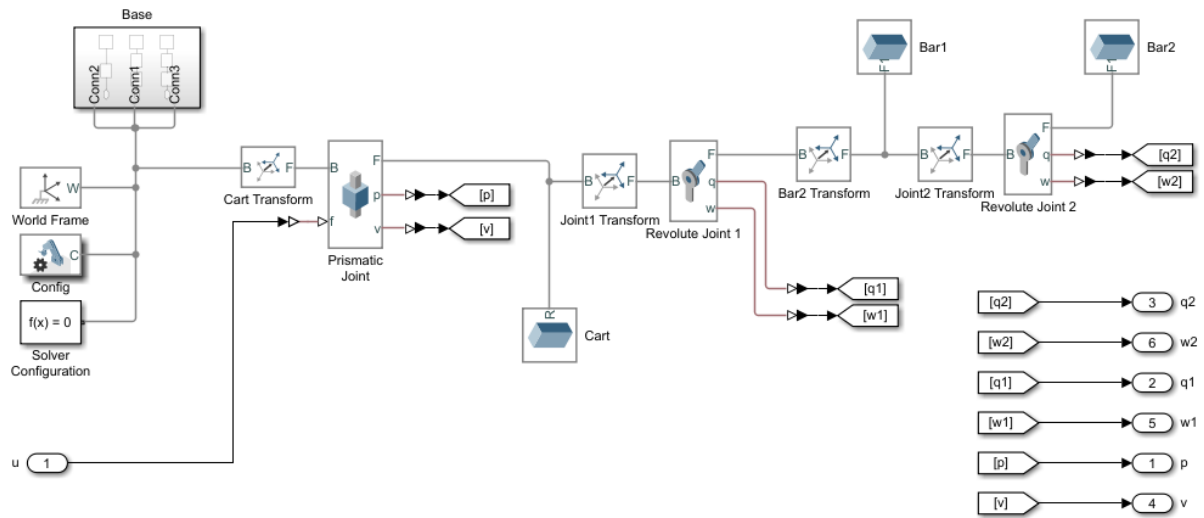 Base
Conn2
Conn1
Conn3
W
World Frame
C
Config
f(x) = 0
Solver
Configuration
u
1
B
F
Cart Transform
B
F
p
f
v
Prismatic
Joint
[p]
[v]
R
Cart
B
F
Joint1 Transform
B
F
q
w
Revolute Joint 1
[q1]
[w1]
B
F
Bar2 Transform
F1
Bar1
B
F
Joint2 Transform
B
F
q
w
Revolute Joint 2
F1
Bar2
[q2]
[w2]
[q2]
3
q2
[w2]
6
w2
[q1]
2
q1
[w1]
5
w1
[p]
1
p
[v]
4
v